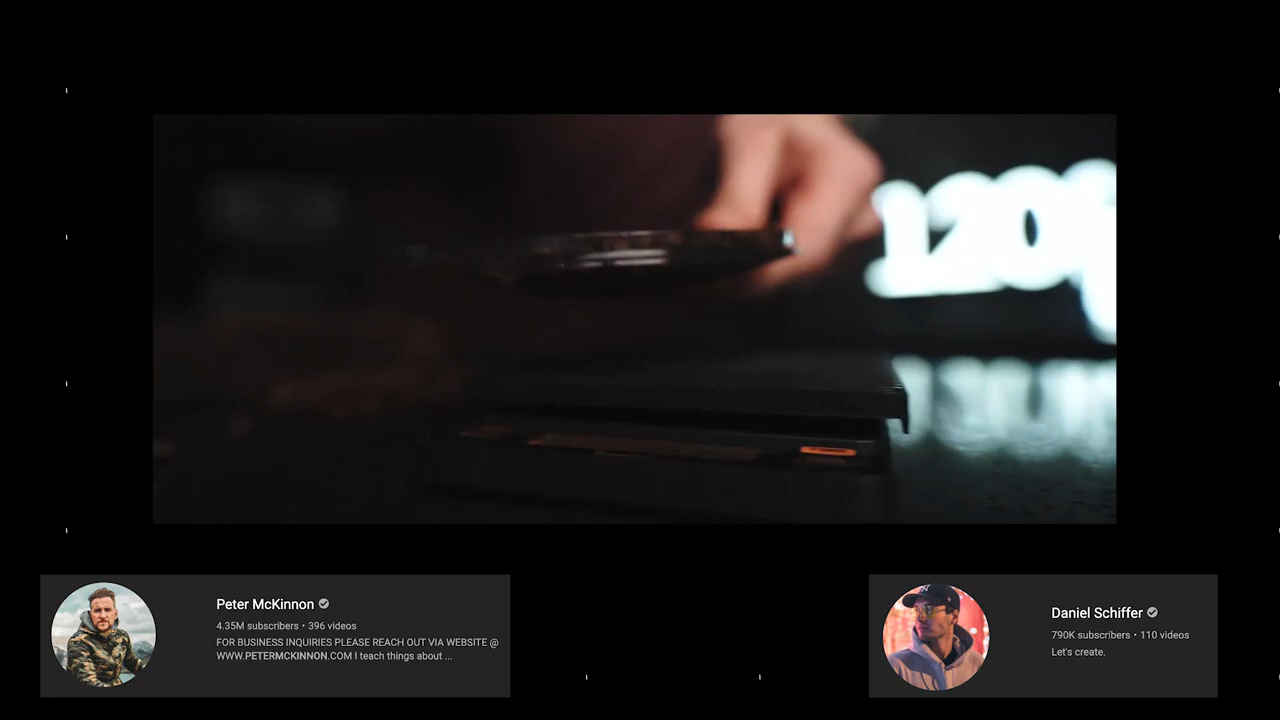 120
Peter McKinnon
4.35M subscribers • 396 videos
FOR BUSINESS INQUIRIES PLEASE REACH OUT VIA WEBSITE @
WWW.PETERMCKINNON.COM I teach things about ...
Daniel Schiffer
790K subscribers • 110 videos
Let's create.